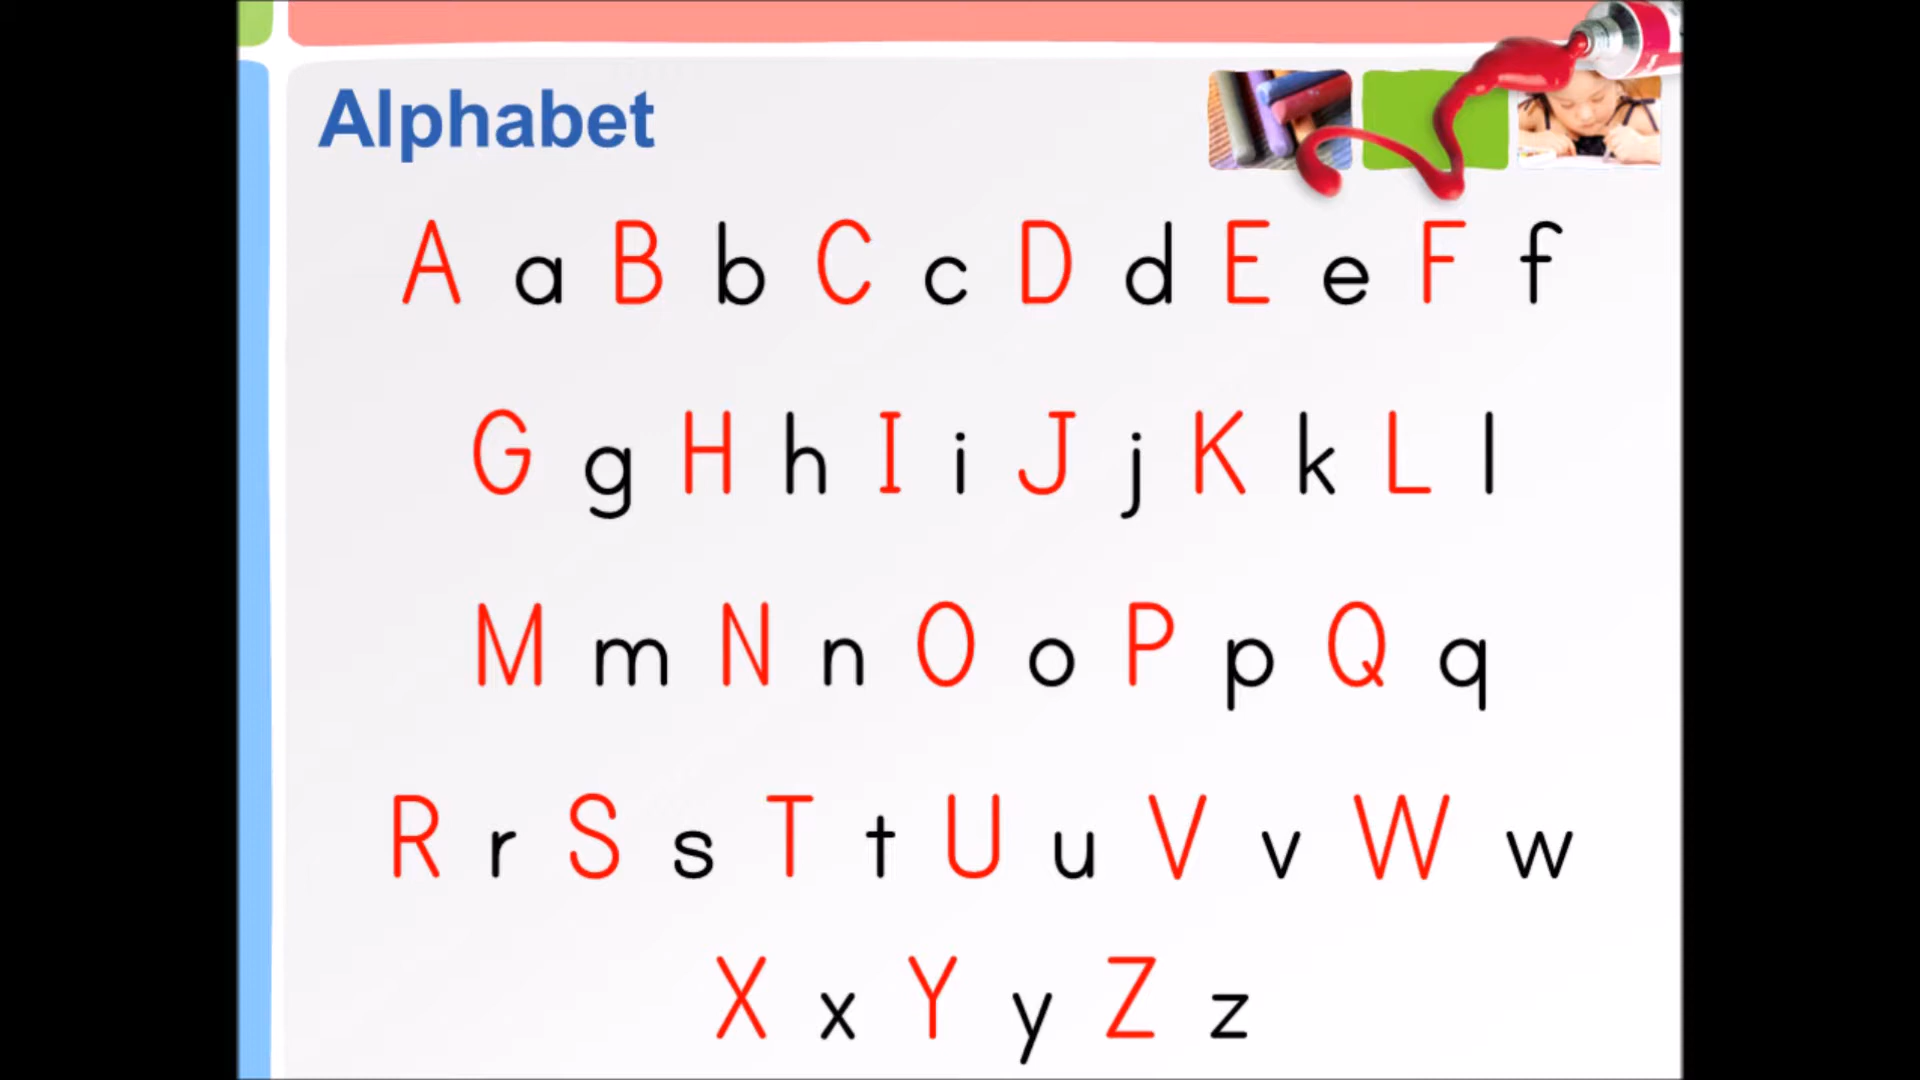 Alphabet
A a B b C c D d E e F f
G g H h I i J j K k L l
M m N n O o P p Q q
R r S s T t U u V v W w
X x Y y Z z